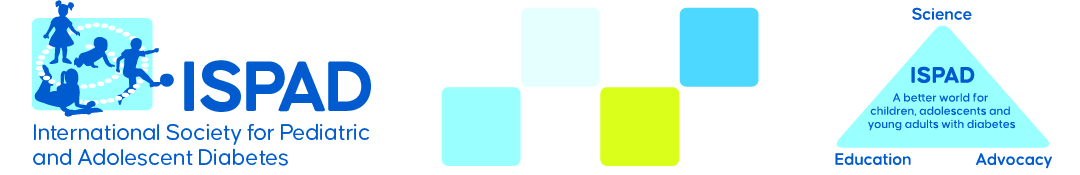 ISPAD
International Society for Pediatric
and Adolescent Diabetes
Science
ISPAD
A better world for
children, adolescents and
young adults with diabetes
Education
Advocacy